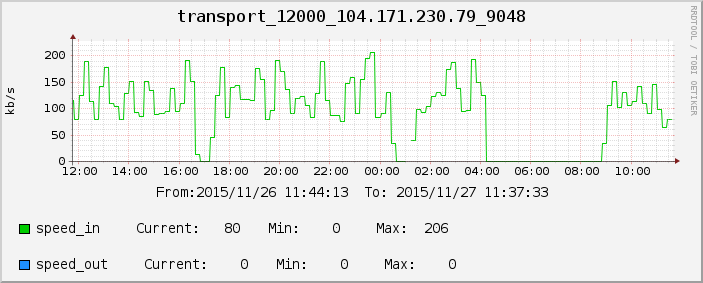 transport_12000_104.171.230.79_9048
RRDTOOL / TOBI OETIKER
kb/s
200
150
100
50
0
12:00 14:00 16:00 18:00 20:00 22:00 00:00 02:00 04:00 06:00 08:00 10:00
From:2015/11/26 11:44:13 To: 2015/11/27 11:37:33
speed_in Current: 80 Min: 0 Max: 206
speed_out Current: 0 Min: 0 Max: 0